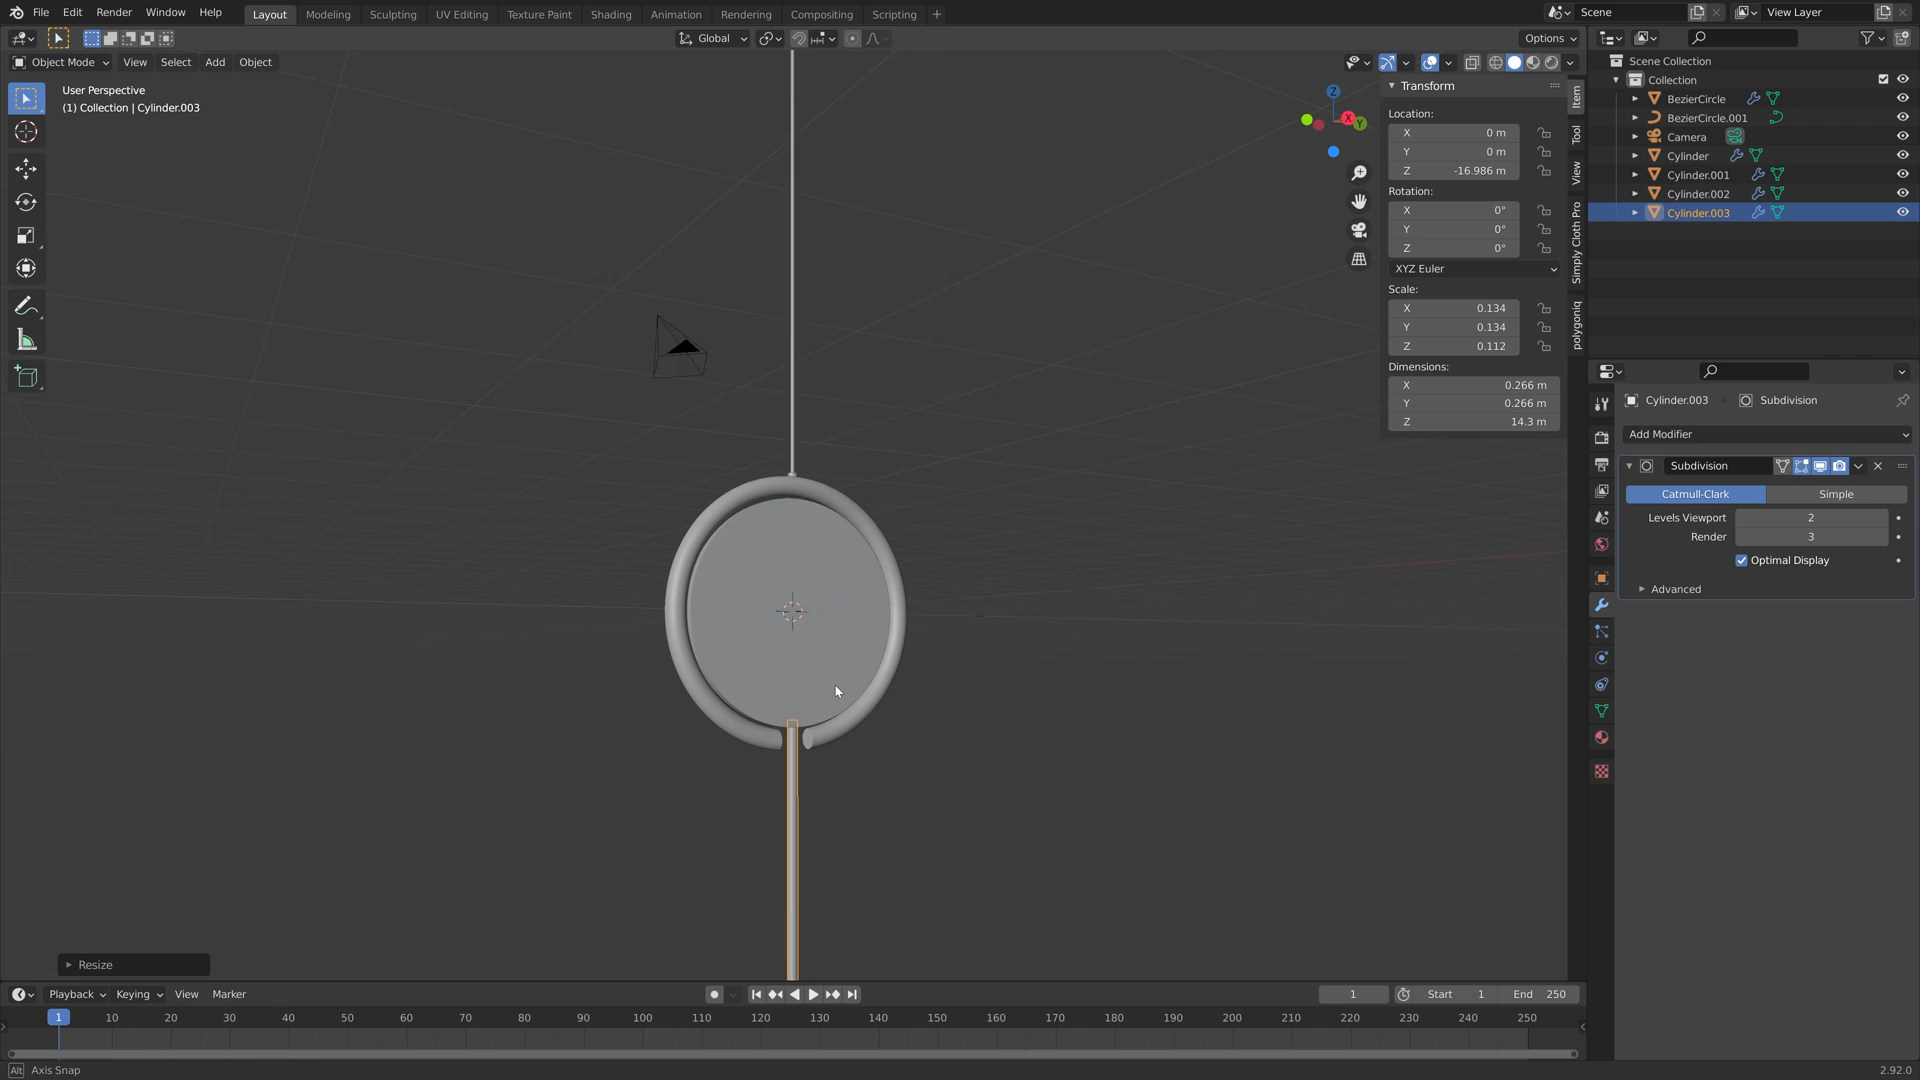 File Edit Render Window Help Layout Modeling Sculpting UV Editing Texture Paint Shading Animation Rendering Compositing Scripting + Scene View Layer
Global Options
Object Mode View Select Add Object
User Perspective
(1) Collection | Cylinder.003
Z
X
Y
Transform
Location:
X 0 m
Y 0 m
Z -16.986 m
Rotation:
X 0°
Y 0°
Z 0°
XYZ Euler
Scale:
X 0.134
Y 0.134
Z 0.112
Dimensions:
X 0.266 m
Y 0.266 m
Z 14.3 m
Item
Tool
View
Simply Cloth Pro
polygoniq
Scene Collection
Collection
BezierCircle
BezierCircle.001
Camera
Cylinder
Cylinder.001
Cylinder.002
Cylinder.003
Cylinder.003 Subdivision
Add Modifier
Subdivision
Catmull-Clark Simple
Levels Viewport 2
Render 3
Optimal Display
Advanced
Resize
Playback Keying View Marker 1 Start 1 End 250
1 10 20 30 40 50 60 70 80 90 100 110 120 130 140 150 160 170 180 190 200 210 220 230 240 250
Alt Axis Snap 2.92.0